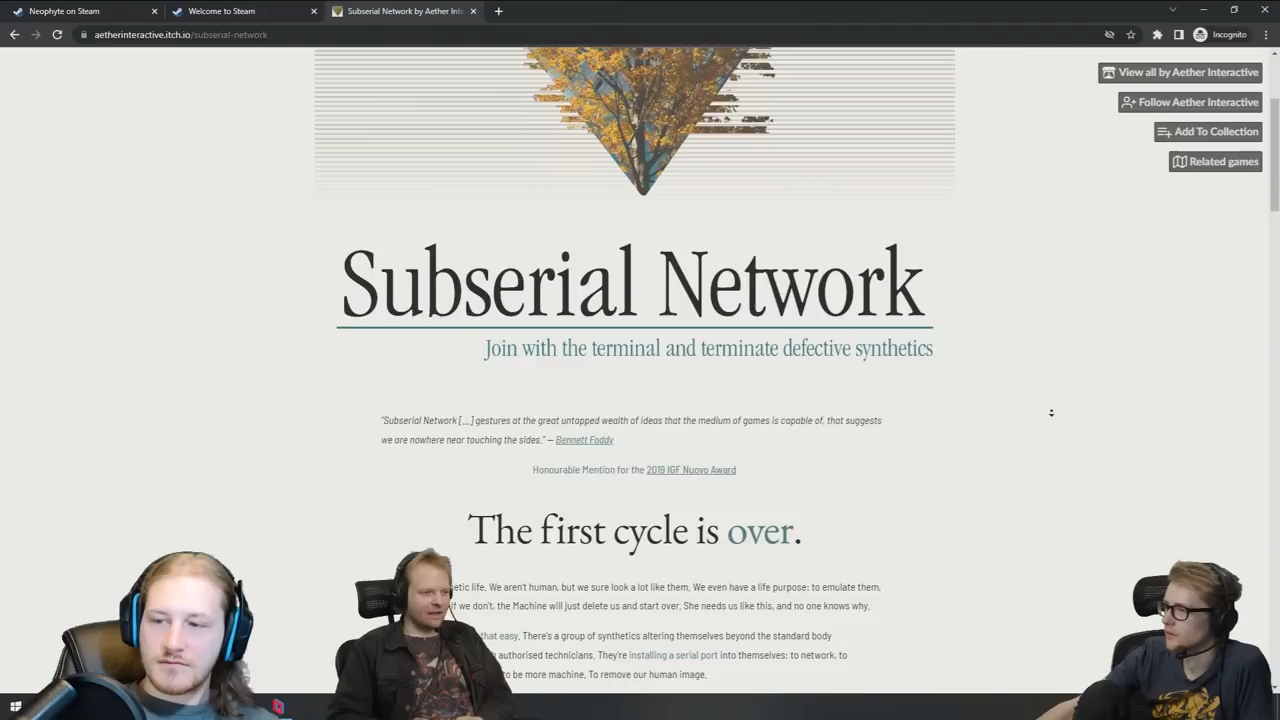 Neophyte on Steam
Welcome to Steam
Subserial Network by Aether Inte
aetherinteractive.itch.io/subserial-network
Incognito
View all by Aether Interactive
Follow Aether Interactive
Add To Collection
Related games
Subserial Network
Join with the terminal and terminate defective synthetics
"Subserial Network [...] gestures at the great untapped wealth of ideas that the medium of games is capable of, that suggests
we are nowhere near touching the sides." — Bennett Foddy
Honourable Mention for the 2019 IGF Nuovo Award
The first cycle is over.
etic life. We aren't human, but we sure look a lot like them. We even have a life purpose: to emulate them,
if we don't, the Machine will just delete us and start over. She needs us like this, and no one knows why.
that easy. There's a group of synthetics altering themselves beyond the standard body
authorised technicians. They're installing a serial port into themselves: to network, to
to be more machine. To remove our human image.